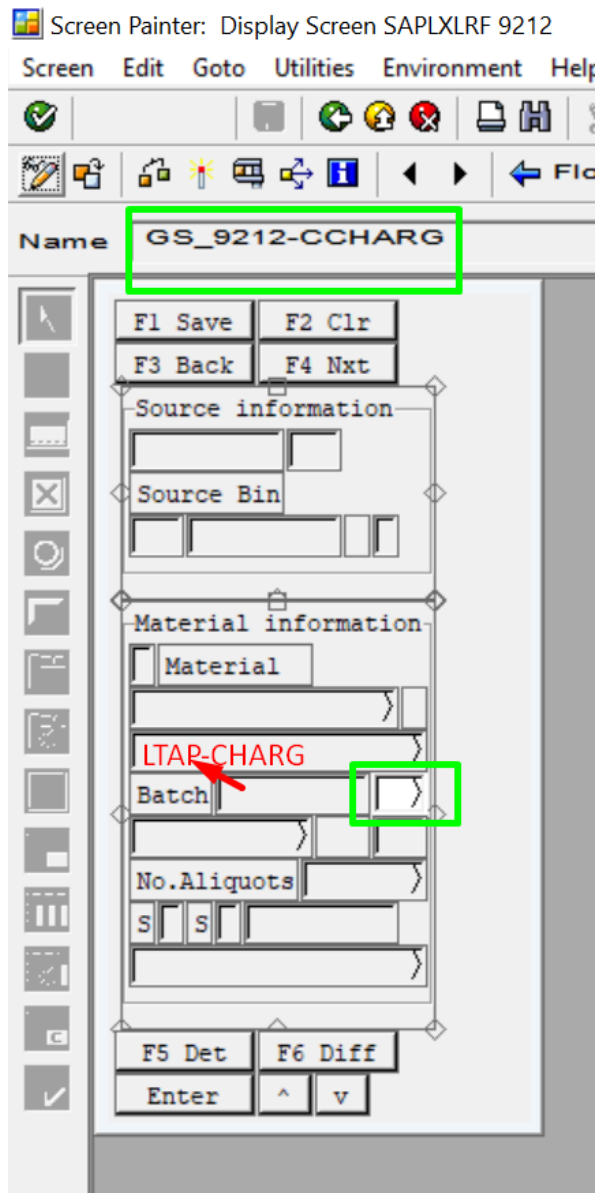 Screen Painter: Display Screen SAPLXLRF 9212
Screen Edit Goto Utilities Environment Help
Flo
Name GS_9212-CCHARG
F1 Save F2 Clr
F3 Back F4 Nxt
Source information
Source Bin
Material information
Material
LTAP-CHARG
Batch
No.Aliquots
S S
F5 Det F6 Diff
Enter ^ v